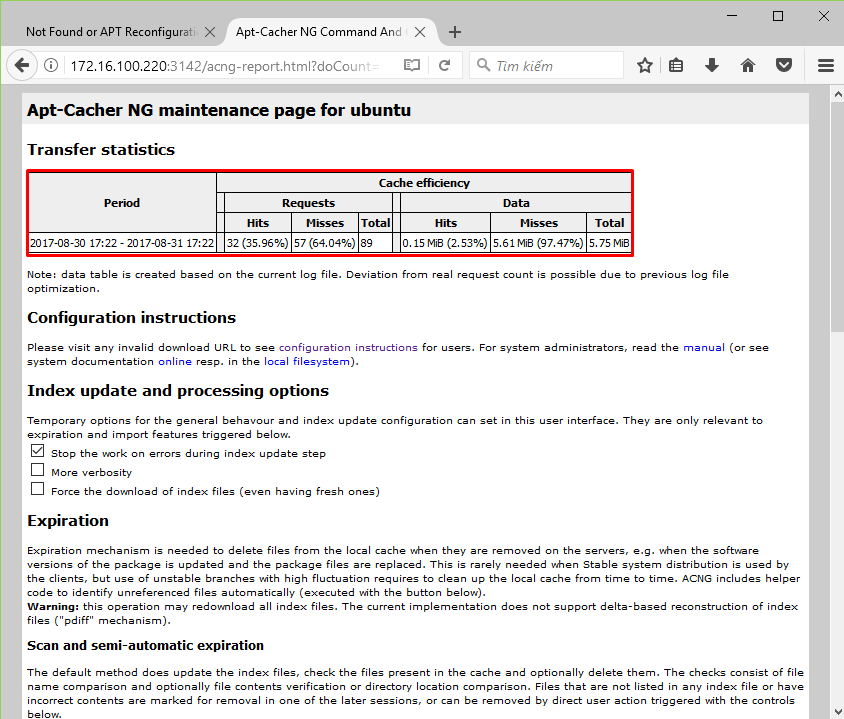 Not Found or APT Reconfigurati
Apt-Cacher NG Command And
172.16.100.220:3142/acng-report.html?doCount=
Tìm kiếm
Apt-Cacher NG maintenance page for ubuntu
Transfer statistics
Period
Cache efficiency
Requests
Data
Hits
Misses
Total
Hits
Misses
Total
2017-08-30 17:22 - 2017-08-31 17:22
32 (35.96%)
57 (64.04%)
89
0.15 MiB (2.53%)
5.61 MiB (97.47%)
5.75 MiB
Note: data table is created based on the current log file. Deviation from real request count is possible due to previous log file
optimization.
Configuration instructions
Please visit any invalid download URL to see configuration instructions for users. For system administrators, read the manual (or see
system documentation online resp. in the local filesystem).
Index update and processing options
Temporary options for the general behavour and index update configuration can set in this user interface. They are only relevant to
expiration and import features triggered below.
Stop the work on errors during index update step
More verbosity
Force the download of index files (even having fresh ones)
Expiration
Expiration mechanism is needed to delete files from the local cache when they are removed on the servers, e.g. when the software
versions of the package is updated and the package files are replaced. This is rarely needed when Stable system distribution is used by
the clients, but use of unstable branches with high fluctuation requires to clean up the local cache from time to time. ACNG includes helper
code to identify unreferenced files automatically (executed with the button below).
Warning: this operation may redownload all index files. The current implementation does not support delta-based reconstruction of index
files ("pdiff" mechanism).
Scan and semi-automatic expiration
The default method does update the index files, check the files present in the cache and optionally delete them. The checks consist of file
name comparison and optionally file contents verification or directory location comparison. Files that are not listed in any index file or have
incorrect contents are marked for removal in one of the later sessions, or can be removed by direct user action triggered with the controls
below.